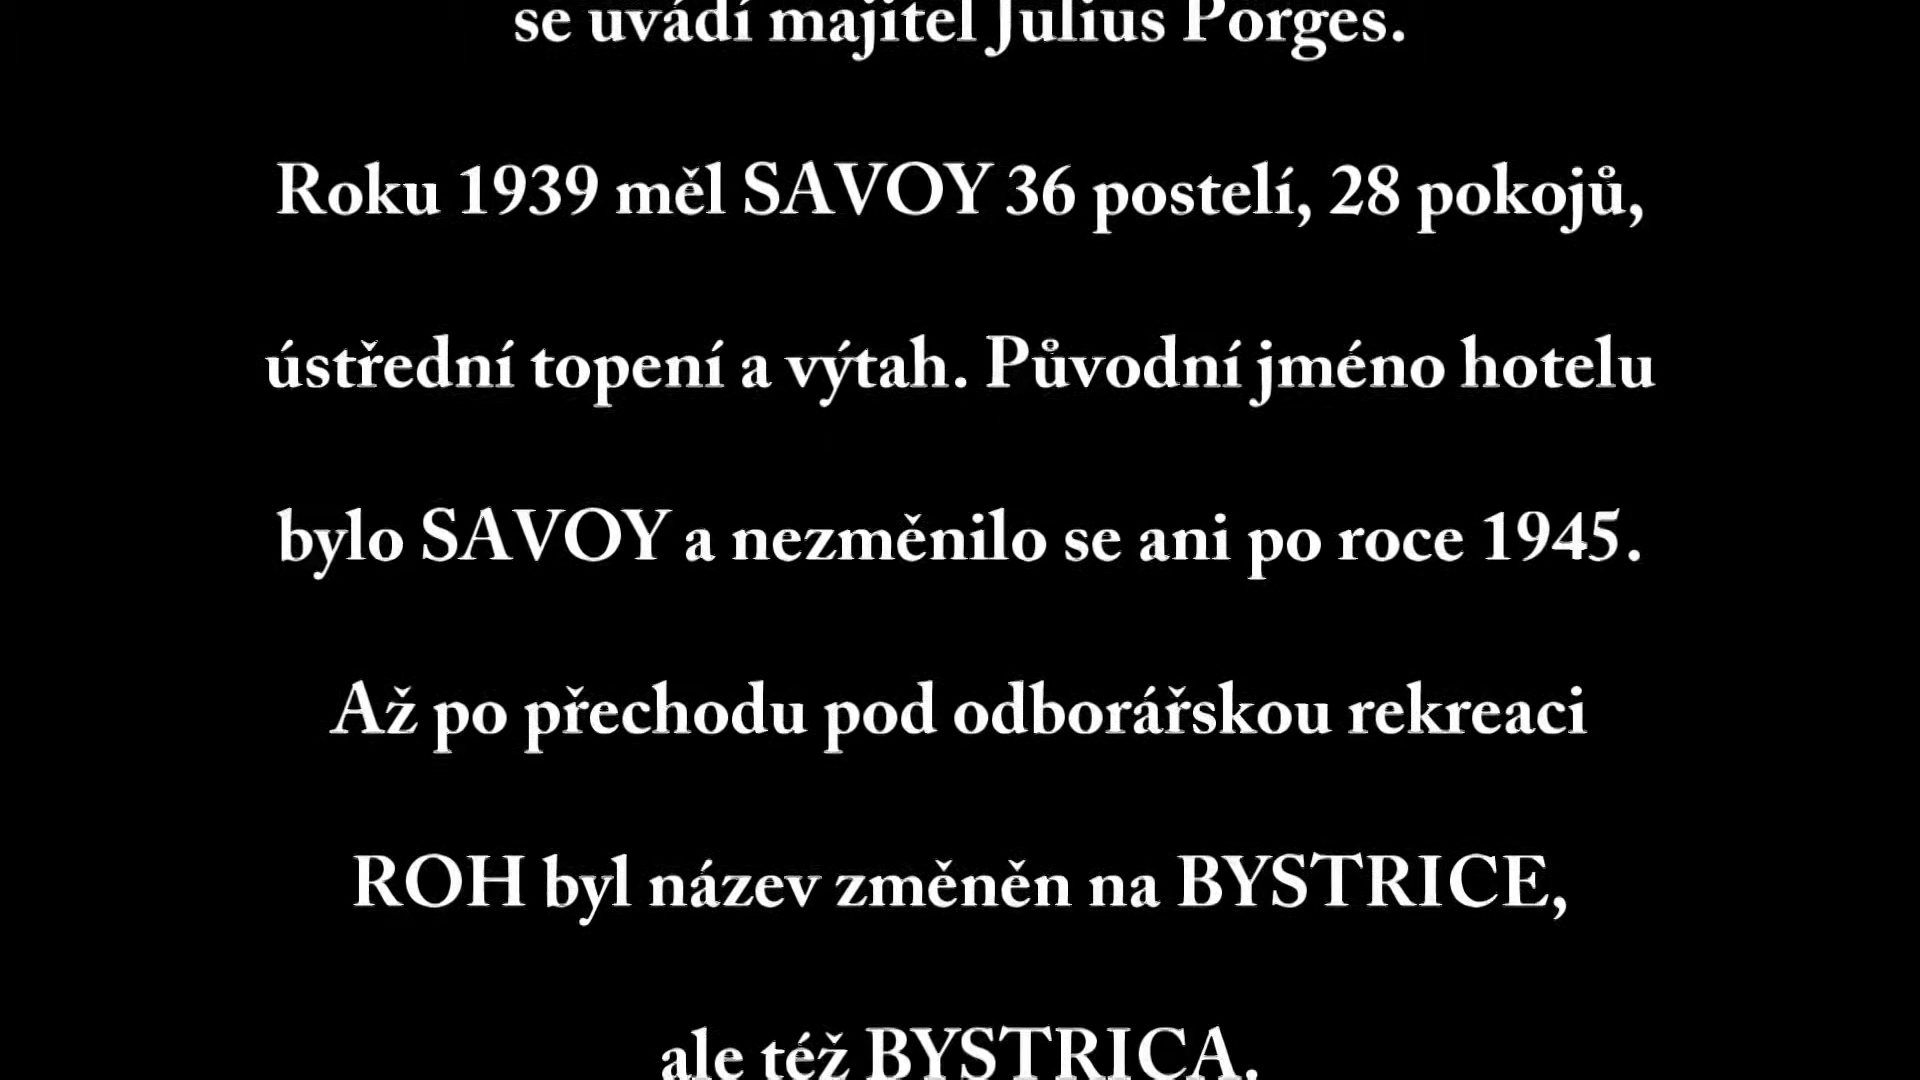 se uvádí majitel Julius Porges.
Roku 1939 měl SAVOY 36 postelí, 28 pokojů,
ústřední topení a výtah. Původní jméno hotelu
bylo SAVOY a nezměnilo se ani po roce 1945.
Až po přechodu pod odborářskou rekreaci
ROH byl název změněn na BYSTRICE,
ale též BYSTRICA.